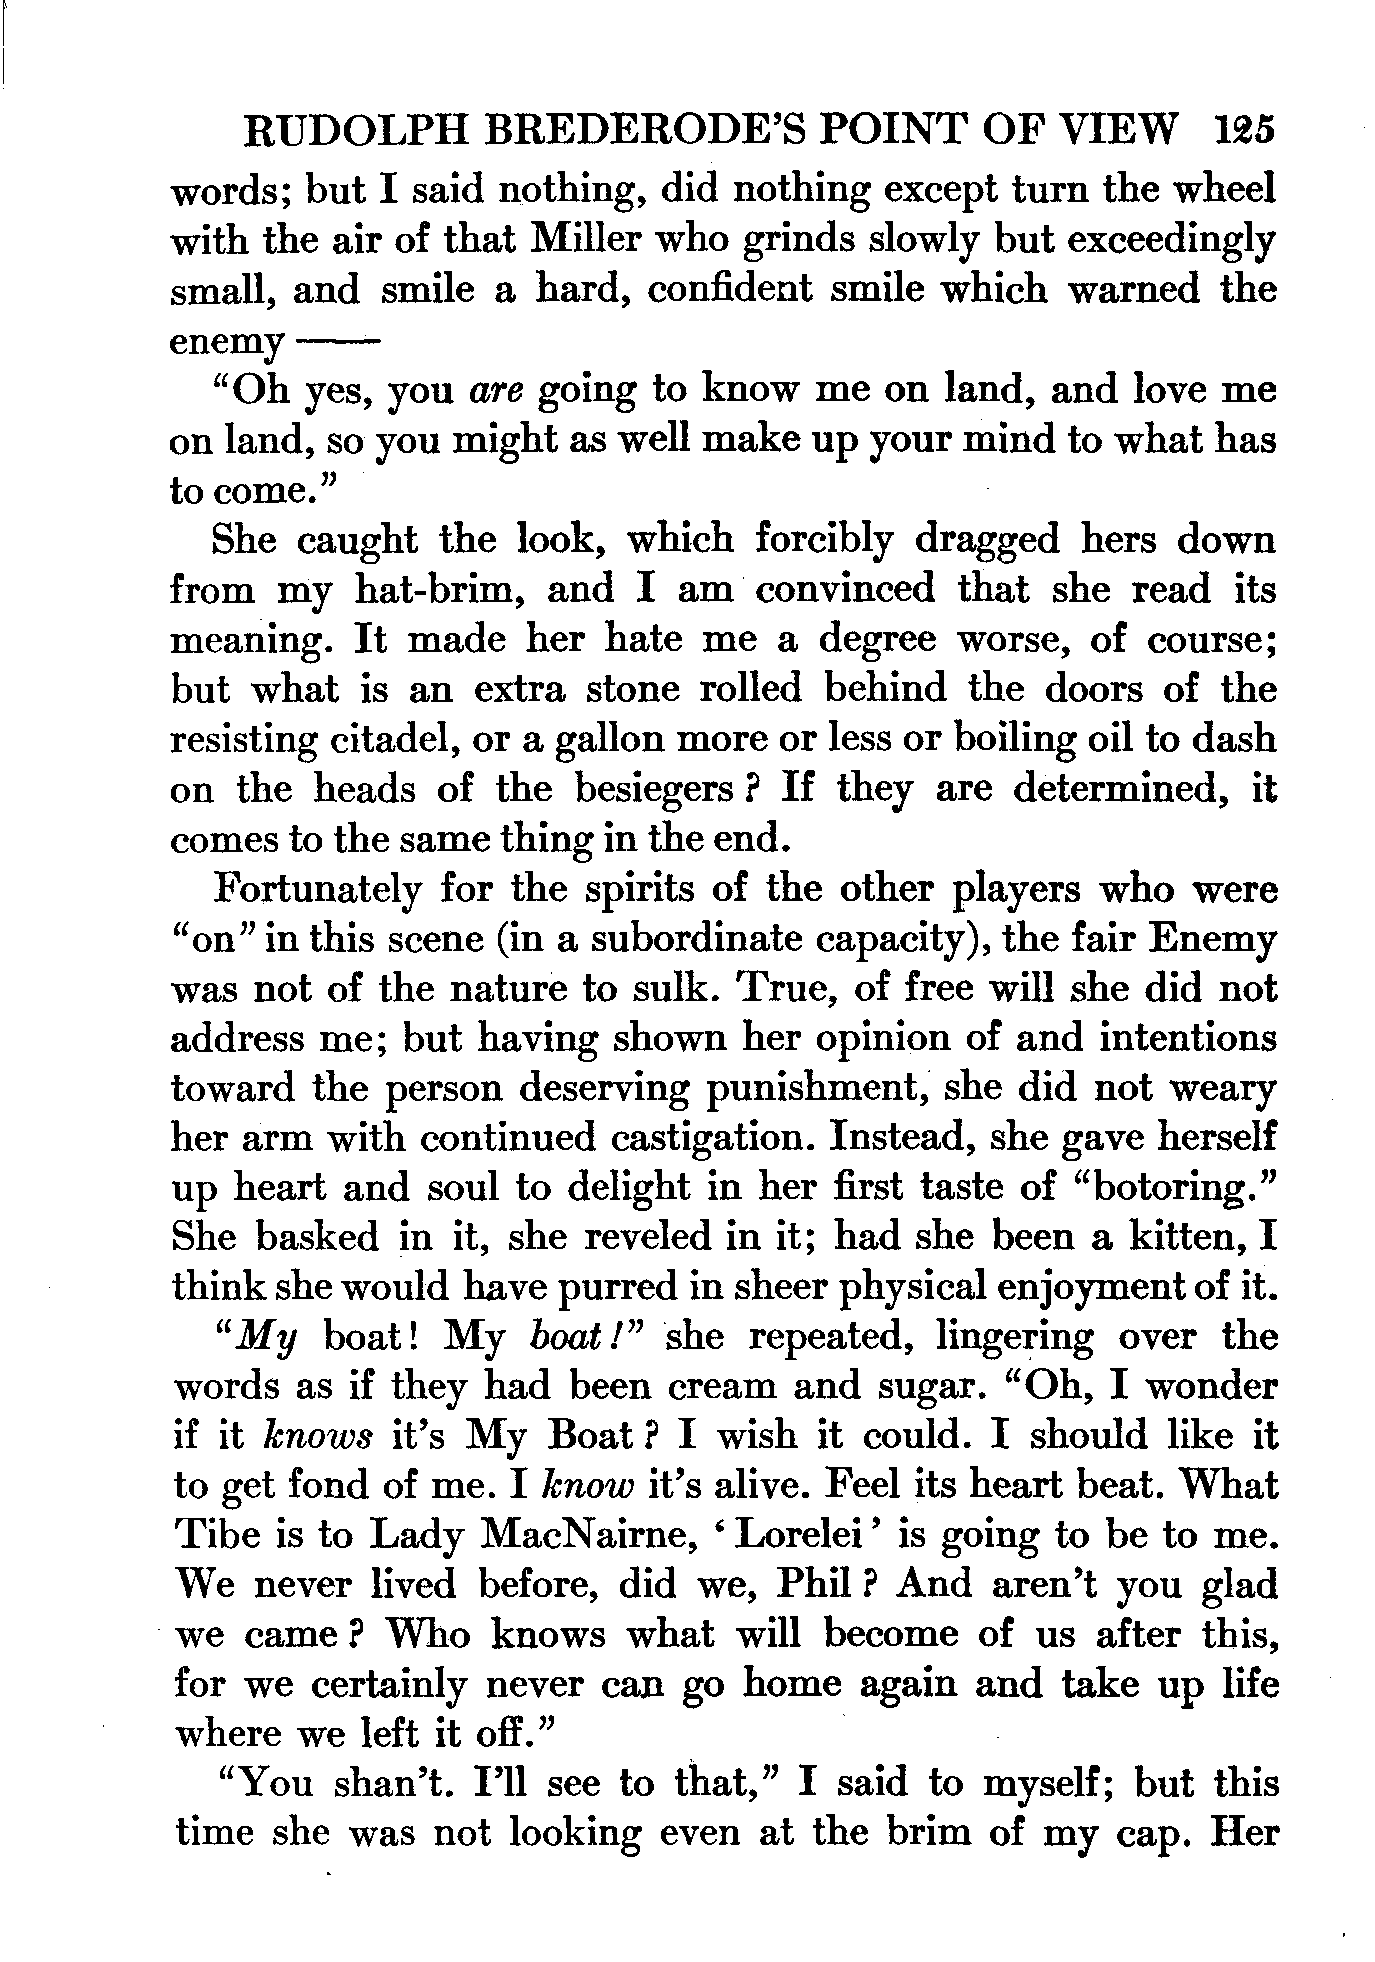 RUDOLPH BREDERODE'S POINT OF VIEW 125
words; but I said nothing, did nothing except turn the wheel
with the air of that Miller who grinds slowly but exceedingly
small, and smile a hard, confident smile which warned the
enemy ——
"Oh yes, you are going to know me on land, and love me
on land, so you might as well make up your mind to what has
to come."
She caught the look, which forcibly dragged hers down
from my hat-brim, and I am convinced that she read its
meaning. It made her hate me a degree worse, of course;
but what is an extra stone rolled behind the doors of the
resisting citadel, or a gallon more or less or boiling oil to dash
on the heads of the besiegers? If they are determined, it
comes to the same thing in the end.
Fortunately for the spirits of the other players who were
"on" in this scene (in a subordinate capacity), the fair Enemy
was not of the nature to sulk. True, of free will she did not
address me; but having shown her opinion of and intentions
toward the person deserving punishment, she did not weary
her arm with continued castigation. Instead, she gave herself
up heart and soul to delight in her first taste of "botoring."
She basked in it, she reveled in it; had she been a kitten, I
think she would have purred in sheer physical enjoyment of it.
"My boat! My boat!" she repeated, lingering over the
words as if they had been cream and sugar. "Oh, I wonder
if it knows it's My Boat? I wish it could. I should like it
to get fond of me. I know it's alive. Feel its heart beat. What
Tibe is to Lady MacNairne, 'Lorelei' is going to be to me.
We never lived before, did we, Phil? And aren't you glad
we came? Who knows what will become of us after this,
for we certainly never can go home again and take up life
where we left it off."
"You shan't. I'll see to that," I said to myself; but this
time she was not looking even at the brim of my cap. Her